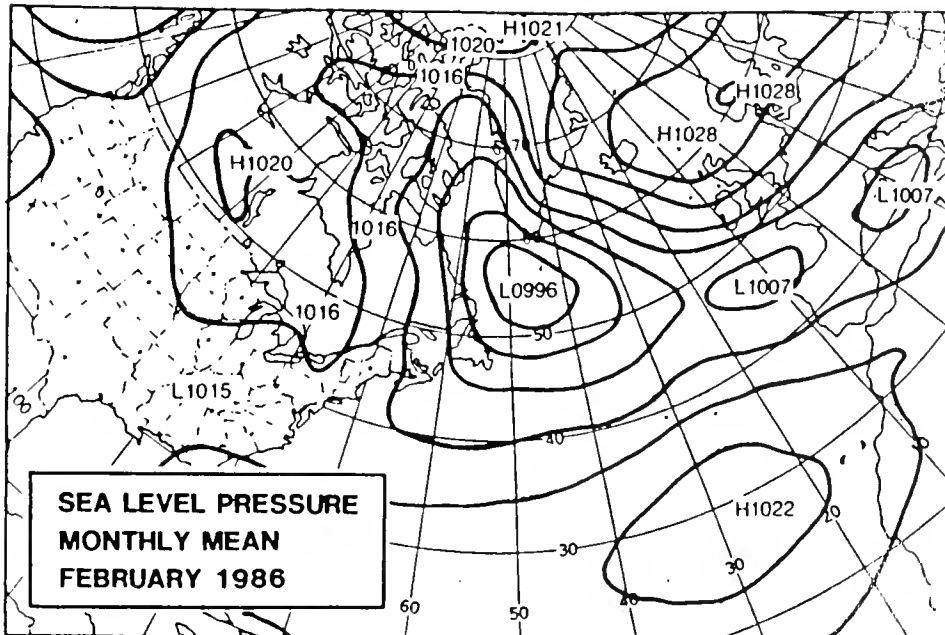 H1021
1020
1016
H1028
H1028
H1020
L1007
1016
L0996
L1007
1016
50
L1015
40
SEA LEVEL PRESSURE
MONTHLY MEAN
FEBRUARY 1986
H1022
20
30
30
40
60
50